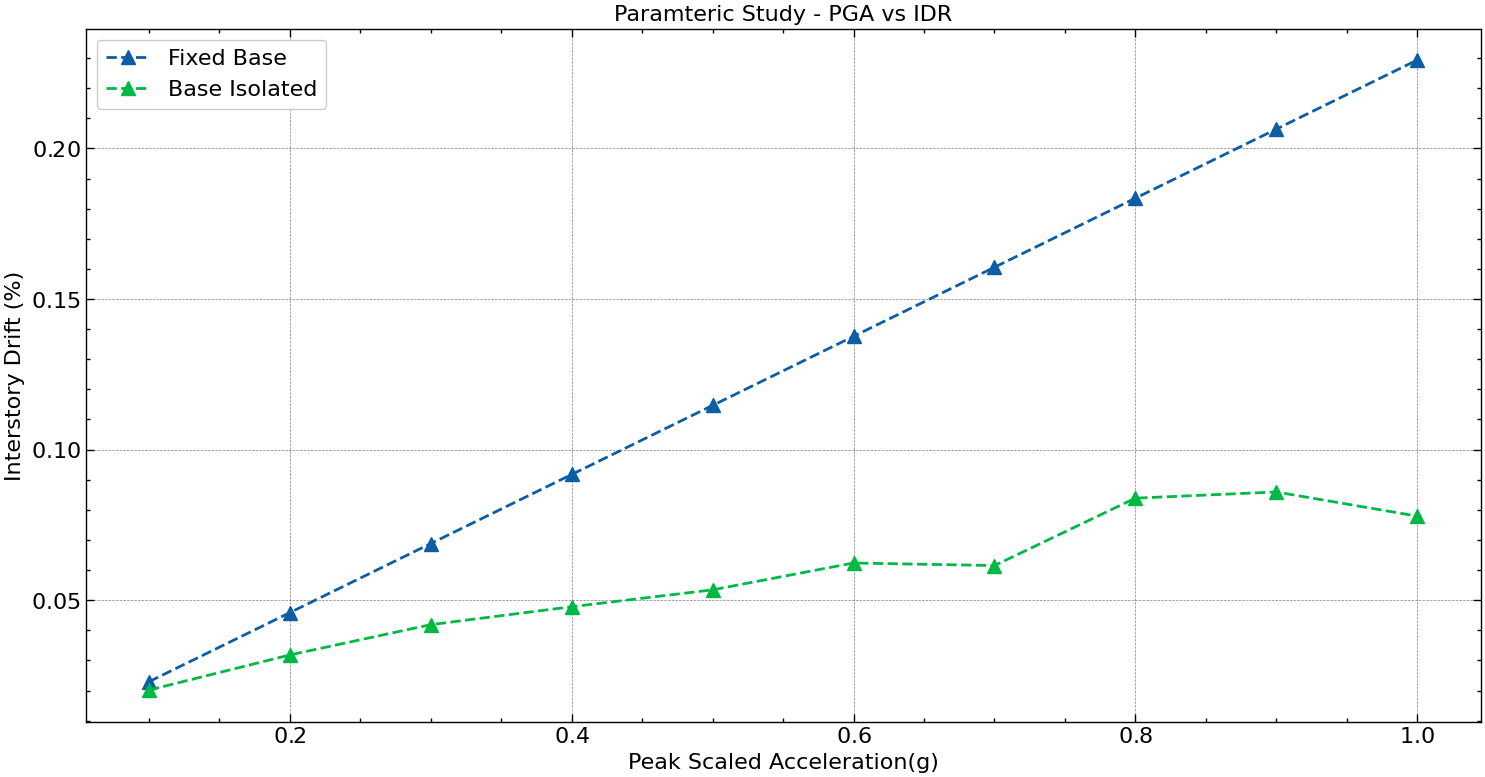 Paramteric Study - PGA vs IDR
Fixed Base
Base Isolated
Interstory Drift (%)
0.20
0.15
0.10
0.05
0.2 0.4 0.6 0.8 1.0
Peak Scaled Acceleration(g)